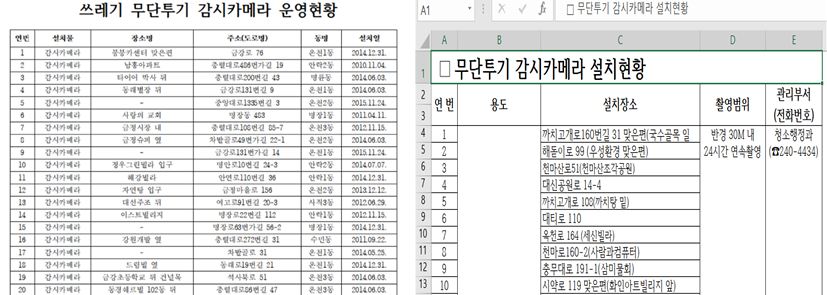 쓰레기 무단투기 감시카메라 운영현황
연번 설치물 장소명 주소(도로명) 동명 설치일
1 감시카메라 붕붕카센터 맞은편 금강로 76 온천1동 2014.12.31.
2 감시카메라 남흥아파트 충렬대로486번가길 19 안락2동 2010.11.04.
3 감시카메라 타이어 박사 뒤 충렬대로200번길 43 명륜동 2014.06.03.
4 감시카메라 동래별장 뒤 금강로131번길 9 온천1동 2014.06.03.
5 감시카메라 - 중앙대로1335번길 3 온천2동 2015.11.24.
6 감시카메라 사랑의 교회 명장동 483 명장1동 2011.04.11.
7 감시카메라 금정시장 내 충렬대로108번길 85-7 온천3동 2012.11.15.
8 감시카메라 금정슈퍼 옆 차밭골로49번길 22-1 온천2동 2014.06.03.
9 감시카메라 - 금강로131번가길 14 온천1동 2015.11.24.
10 감시카메라 정우그린빌라 입구 명안로10번길 24-3 안락2동 2014.07.07.
11 감시카메라 해강빌라 안연로110번길 36 안락1동 2014.12.31.
12 감시카메라 자연탕 입구 금정마을로 156 온천2동 2013.12.12.
13 감시카메라 대선주조 뒤 여고로91번길 20-3 사직3동 2012.06.29.
14 감시카메라 이스트빌리지 명장로22번길 112 안락1동 2012.11.15.
15 감시카메라 - 명장로63번가길 56-2 명장1동 2014.12.31.
16 감시카메라 강원개발 옆 충렬대로272번길 31 수민동 2011.09.22.
17 감시카메라 - 차밭골로 31 온천1동 2014.05.25.
18 감시카메라 드림빌 옆 동래로19번길 21 온천1동 2014.12.31.
19 감시카메라 금강초등학교 뒤 건널목 석사북로 51 온천3동 2014.06.03.
20 감시카메라 동경헤르빌 102동 뒤 충렬대로86번길 47 온천3동 2014.06.03.
A1 fx □ 무단투기 감시카메라 설치현황
A B C D E
1 □ 무단투기 감시카메라 설치현황
2 연 번 용도 설치장소 촬영범위 관리부서
3 (전화번호)
4 1 까치고개로160번길 31 맞은편(국수골목 일 반경 30M 내 청소행정과
5 2 해돋이로 99 (우성환경 맞은편) 24시간 연속촬영 (☎240-4434)
6 3 천마산로51(천마산조각공원)
7 4 대신공원로 14-4
8 5 까치고개로 108(까치탕 밑)
9 6 대티로 110
10 7 옥천로 164 (세신빌라)
11 8 천마로160-2(사람과컴퓨터)
12 9 충무대로 191-1(삼미물회)
13 10 시약로 119 맞은편(화인아트빌리지 앞)